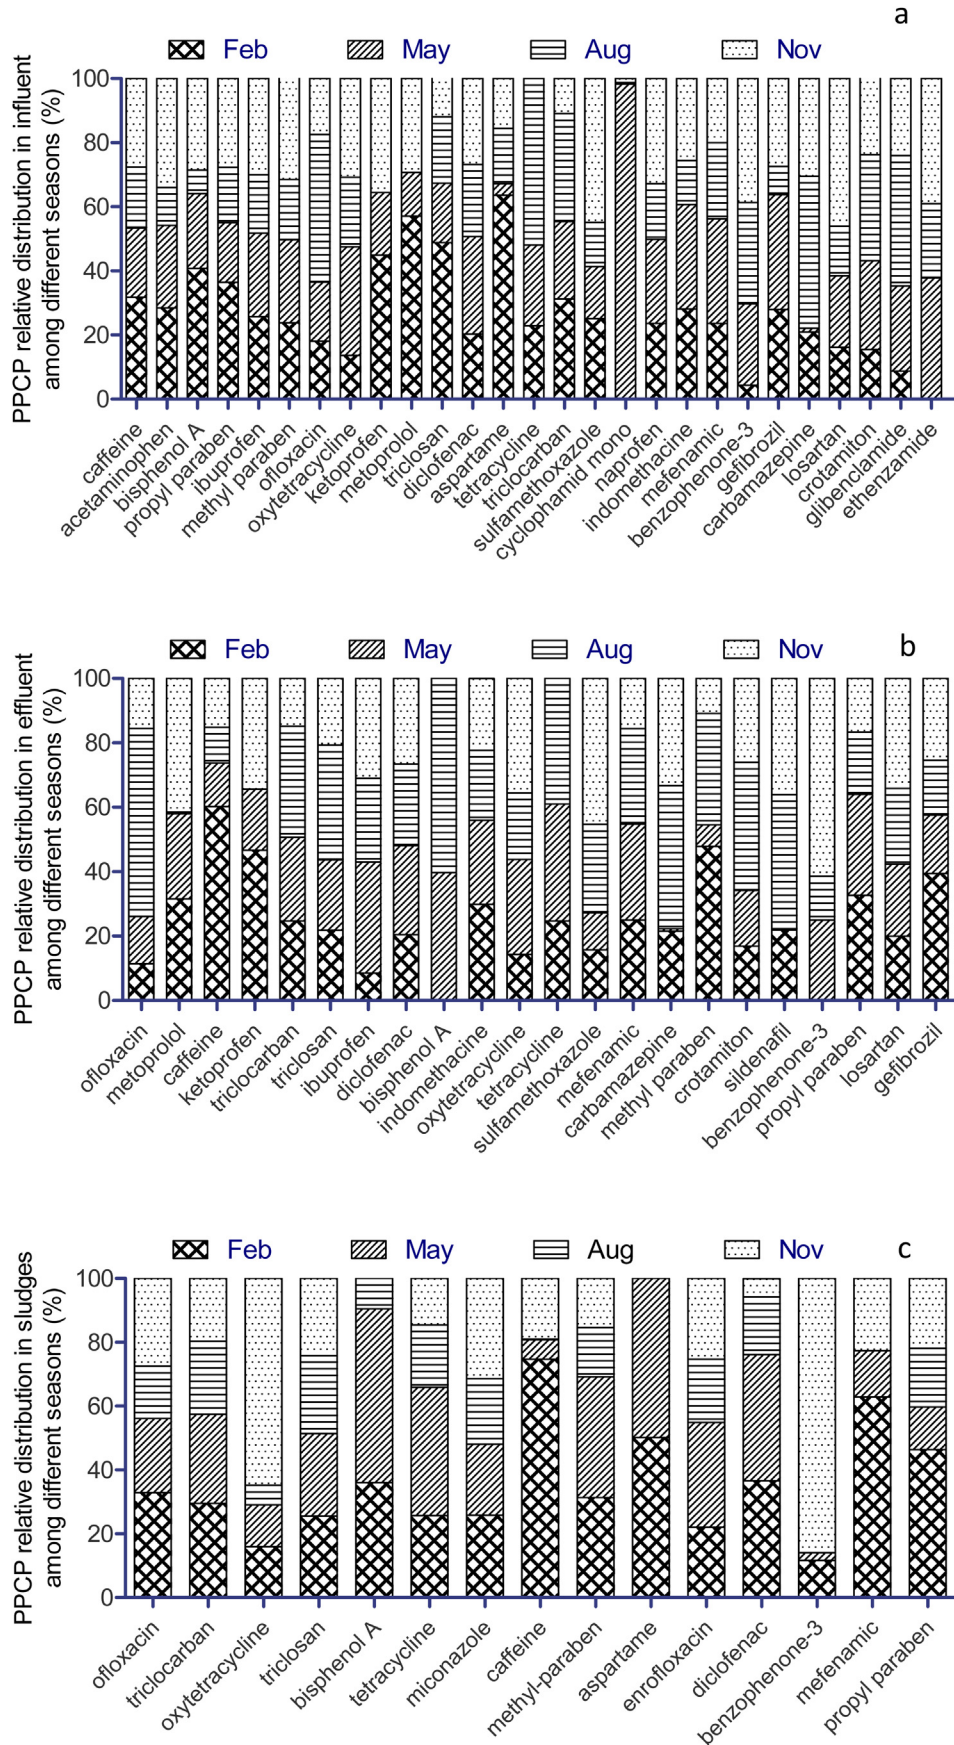 a
Feb May Aug Nov
PPCP relative distribution in influent
among different seasons (%)
100
80
60
40
20
0
caffeine
acetaminophen
bisphenol A
propyl paraben
ibuprofen
methyl paraben
ofloxacin
oxytetracycline
ketoprofen
metoprolol
triclosan
diclofenac
aspartame
tetracycline
triclocarban
sulfamethoxazole
cyclophamid mono
naprofen
indomethacine
mefenamic
benzophenone-3
gefibrozil
carbamazepine
losartan
crotamiton
glibenclamide
ethenzamide
Feb May Aug Nov b
PPCP relative distribution in effluent
among different seasons (%)
100
80
60
40
20
0
ofloxacin
metoprolol
caffeine
ketoprofen
triclocarban
triclosan
ibuprofen
diclofenac
bisphenol A
indomethacine
oxytetracycline
tetracycline
sulfamethoxazole
mefenamic
carbamazepine
methyl paraben
crotamiton
sildenafil
benzophenone-3
propyl paraben
losartan
gefibrozil
Feb May Aug Nov c
PPCP relative distribution in sludges
among different seasons (%)
100
80
60
40
20
0
ofloxacin
triclocarban
oxytetracycline
triclosan
bisphenol A
tetracycline
miconazole
caffeine
methyl-paraben
aspartame
enrofloxacin
diclofenac
benzophenone-3
mefenamic
propyl paraben